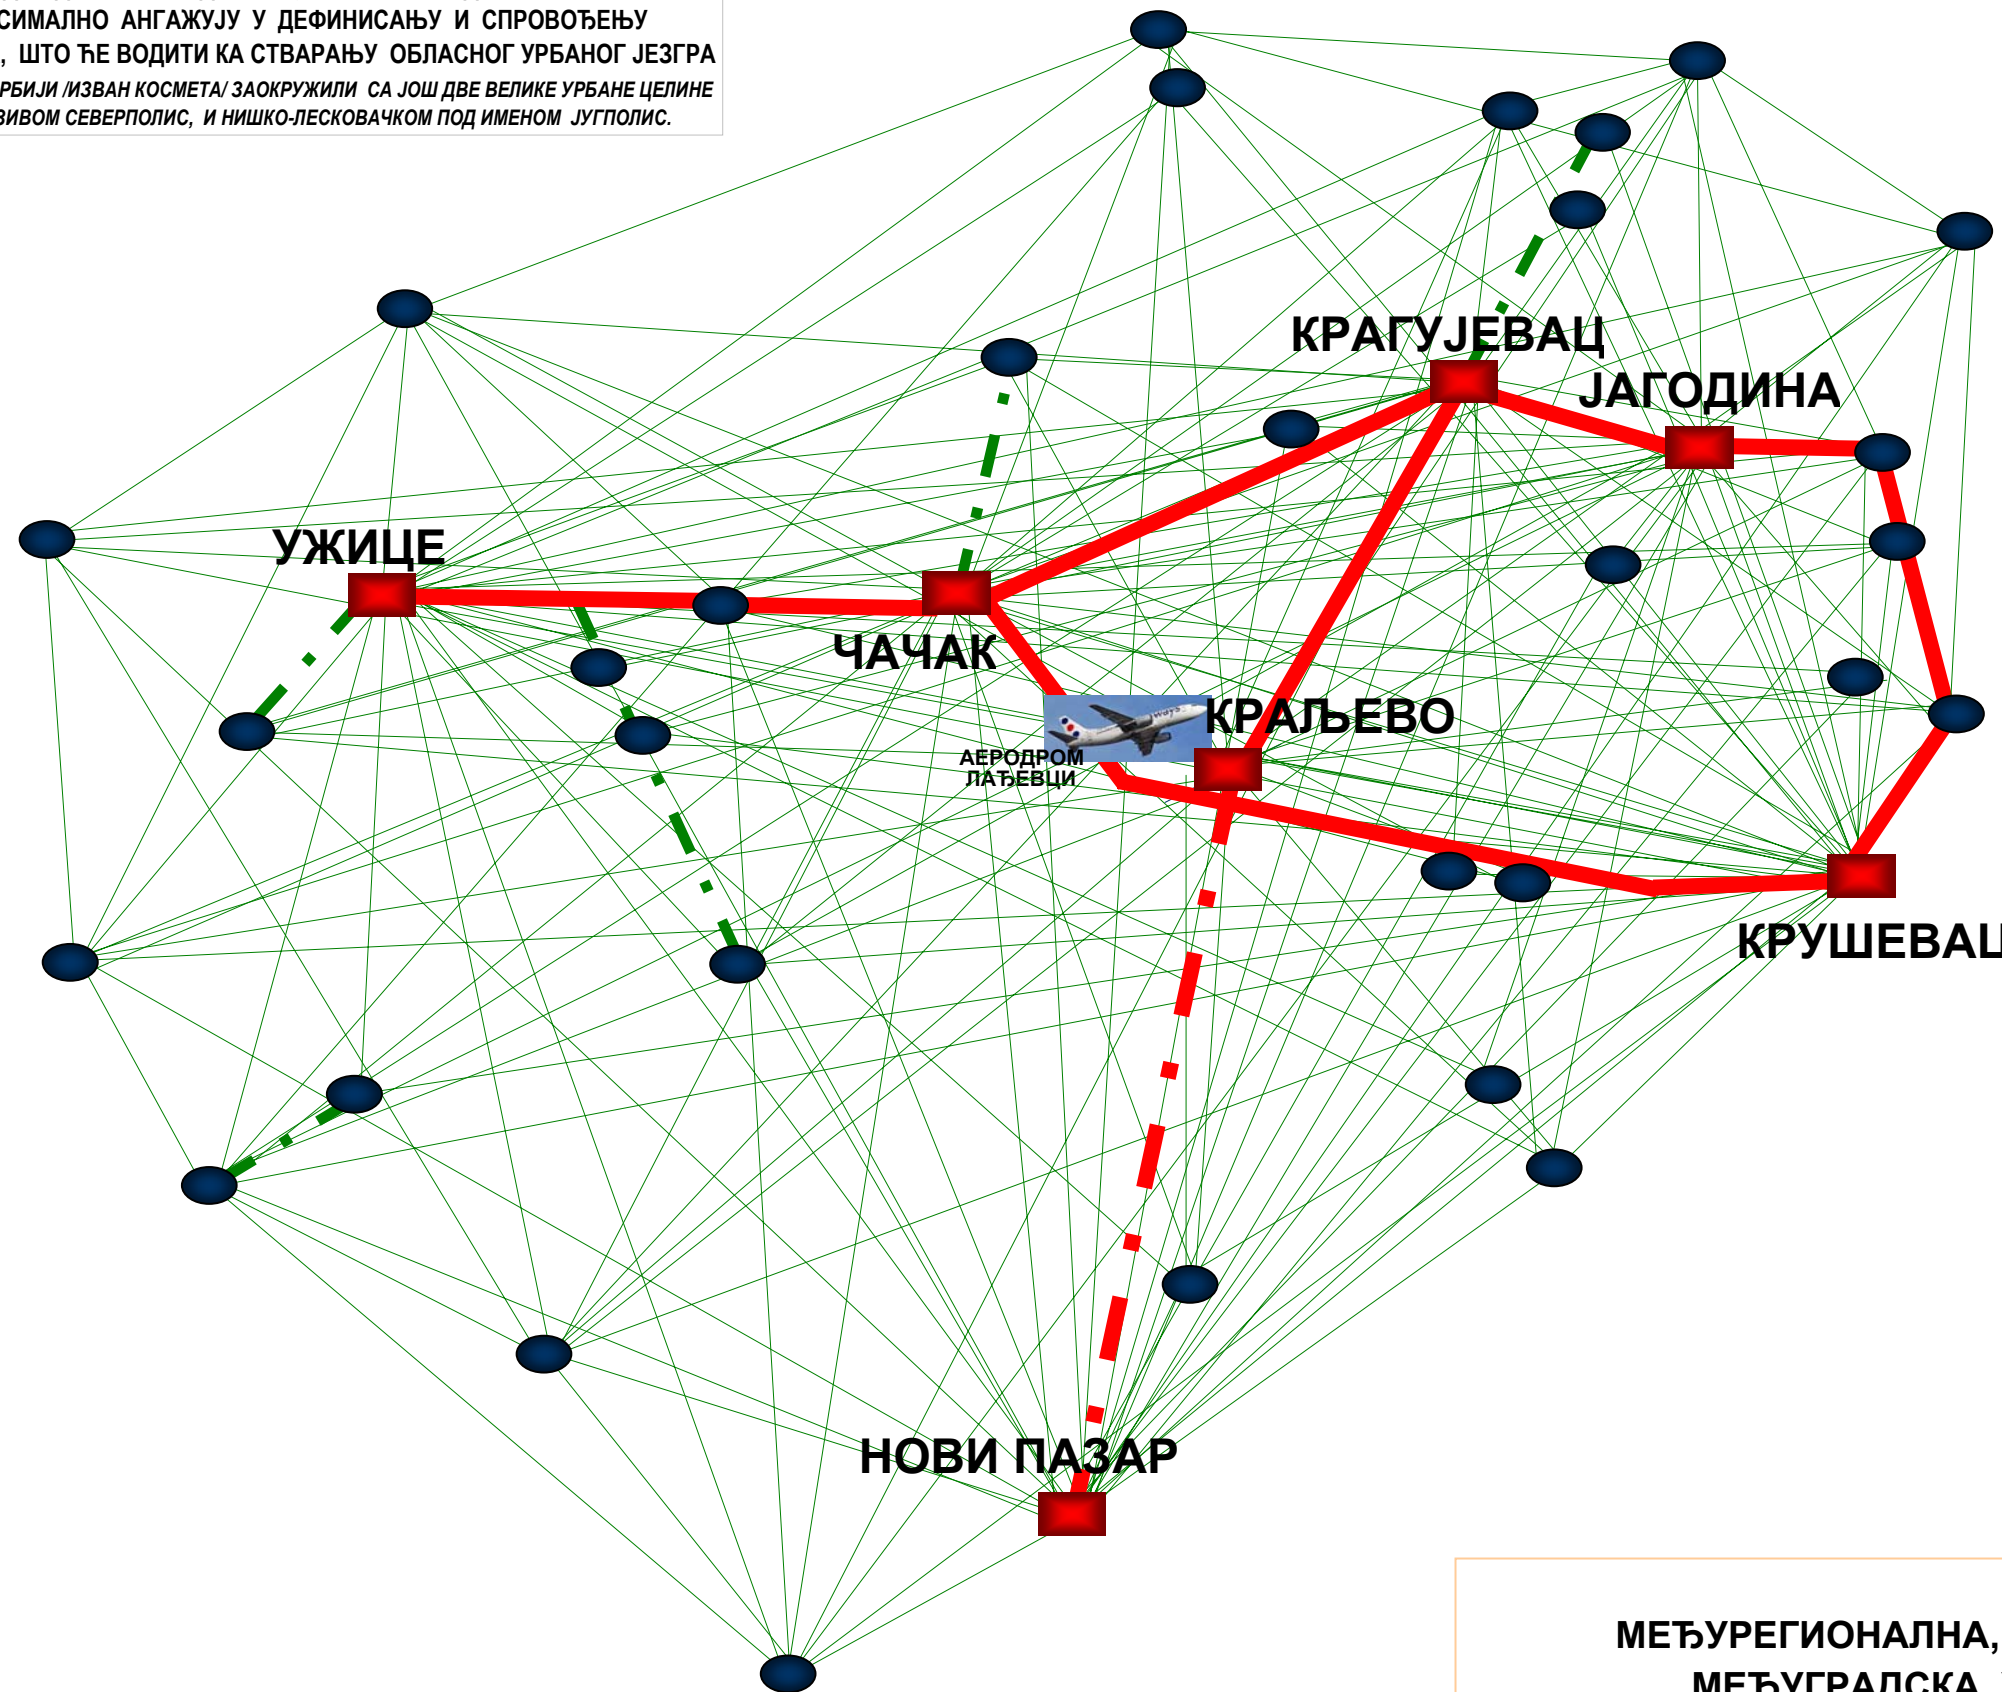 СИМАЛНО АНГАЖУЈУ У ДЕФИНИСАЊУ И СПРОВОЂЕЊУ
, ШТО ЋЕ ВОДИТИ КА СТВАРАЊУ ОБЛАСНОГ УРБАНОГ ЈЕЗГРА
РБИЈИ /ИЗВАН КОСМЕТА/ ЗАОКРУЖИЛИ СА ЈОШ ДВЕ ВЕЛИКЕ УРБАНЕ ЦЕЛИНЕ
ЗИВОМ СЕВЕРПОЛИС, И НИШКО-ЛЕСКОВАЧКОМ ПОД ИМЕНОМ ЈУГПОЛИС.
КРАГУЈЕВАЦ
ЈАГОДИНА
УЖИЦЕ
ЧАЧАК
КРАЉЕВО
АЕРОДРОМ
ЛАЂЕВЦИ
КРУШЕВАЦ
НОВИ ПАЗАР
МЕЂУРЕГИОНАЛНА,
МЕЂУГРАДСКА